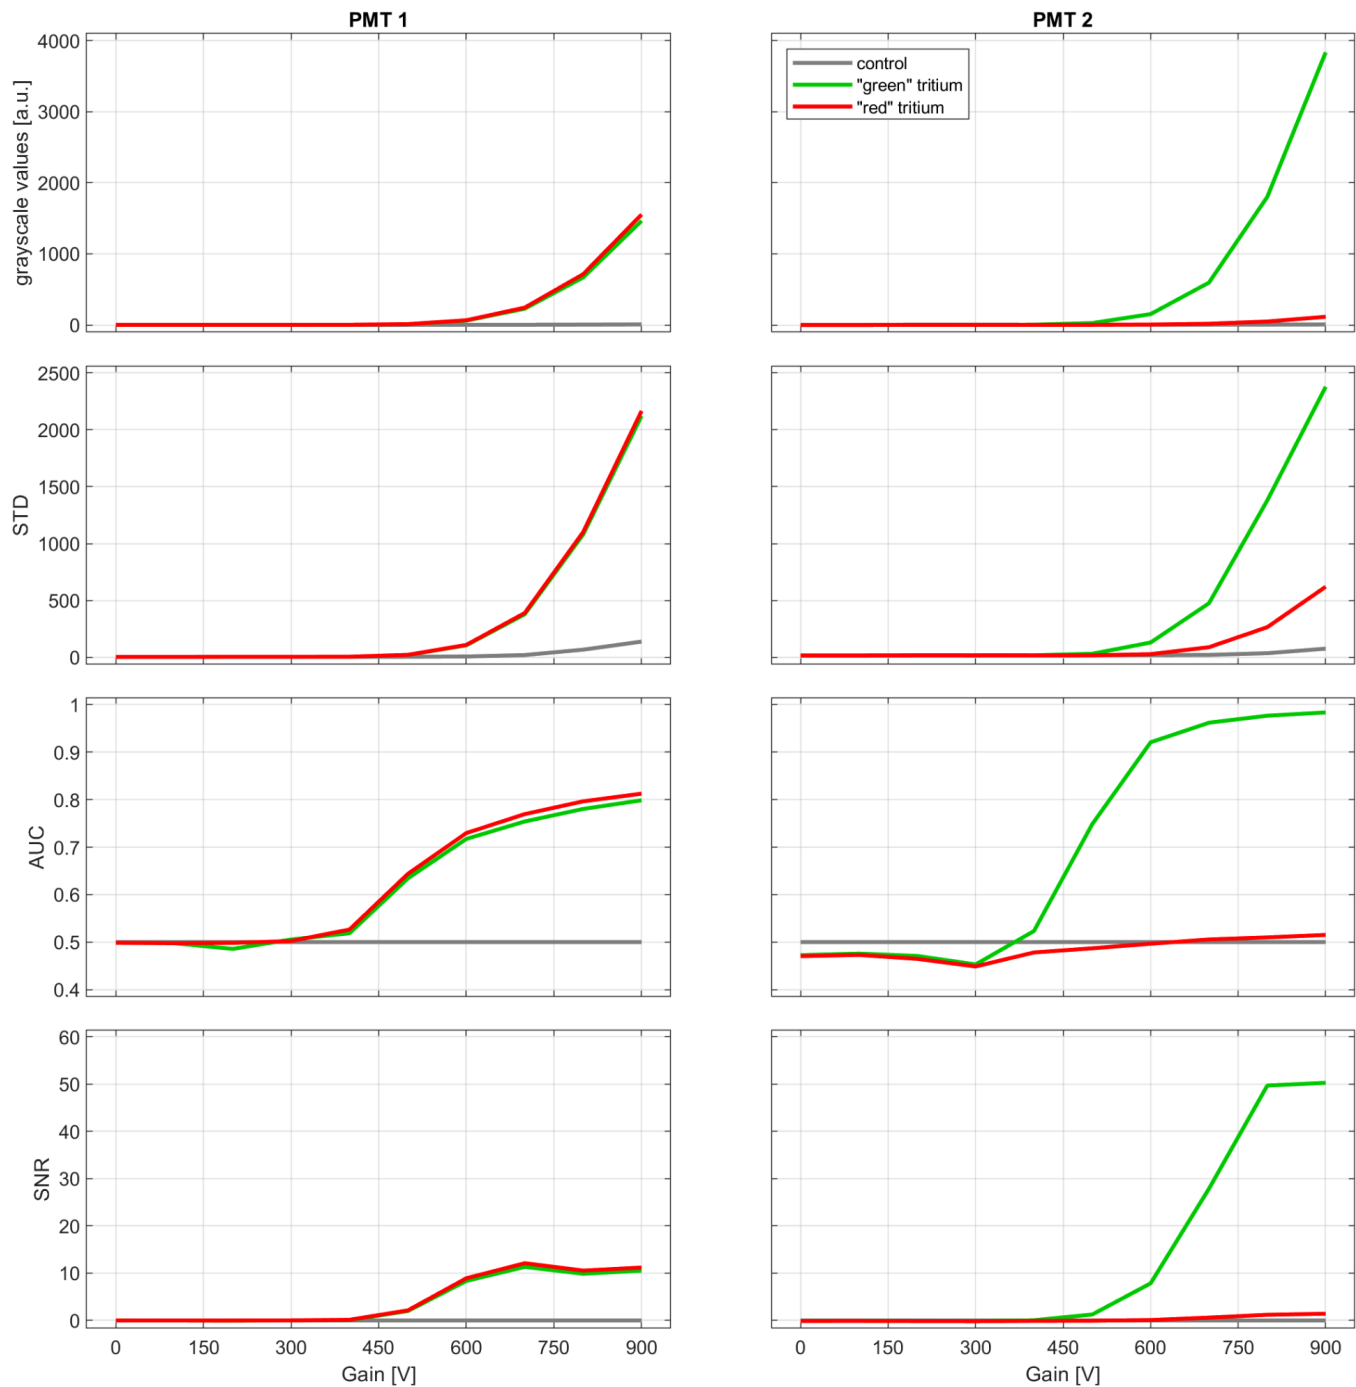 PMT 1
PMT 2
4000
3000
2000
1000
0
grayscale values [a.u.]
control
"green" tritium
"red" tritium
2500
2000
1500
1000
500
0
STD
1
0.9
0.8
0.7
0.6
0.5
0.4
AUC
60
50
40
30
20
10
0
SNR
0 150 300 450 600 750 900
0 150 300 450 600 750 900
Gain [V]
Gain [V]